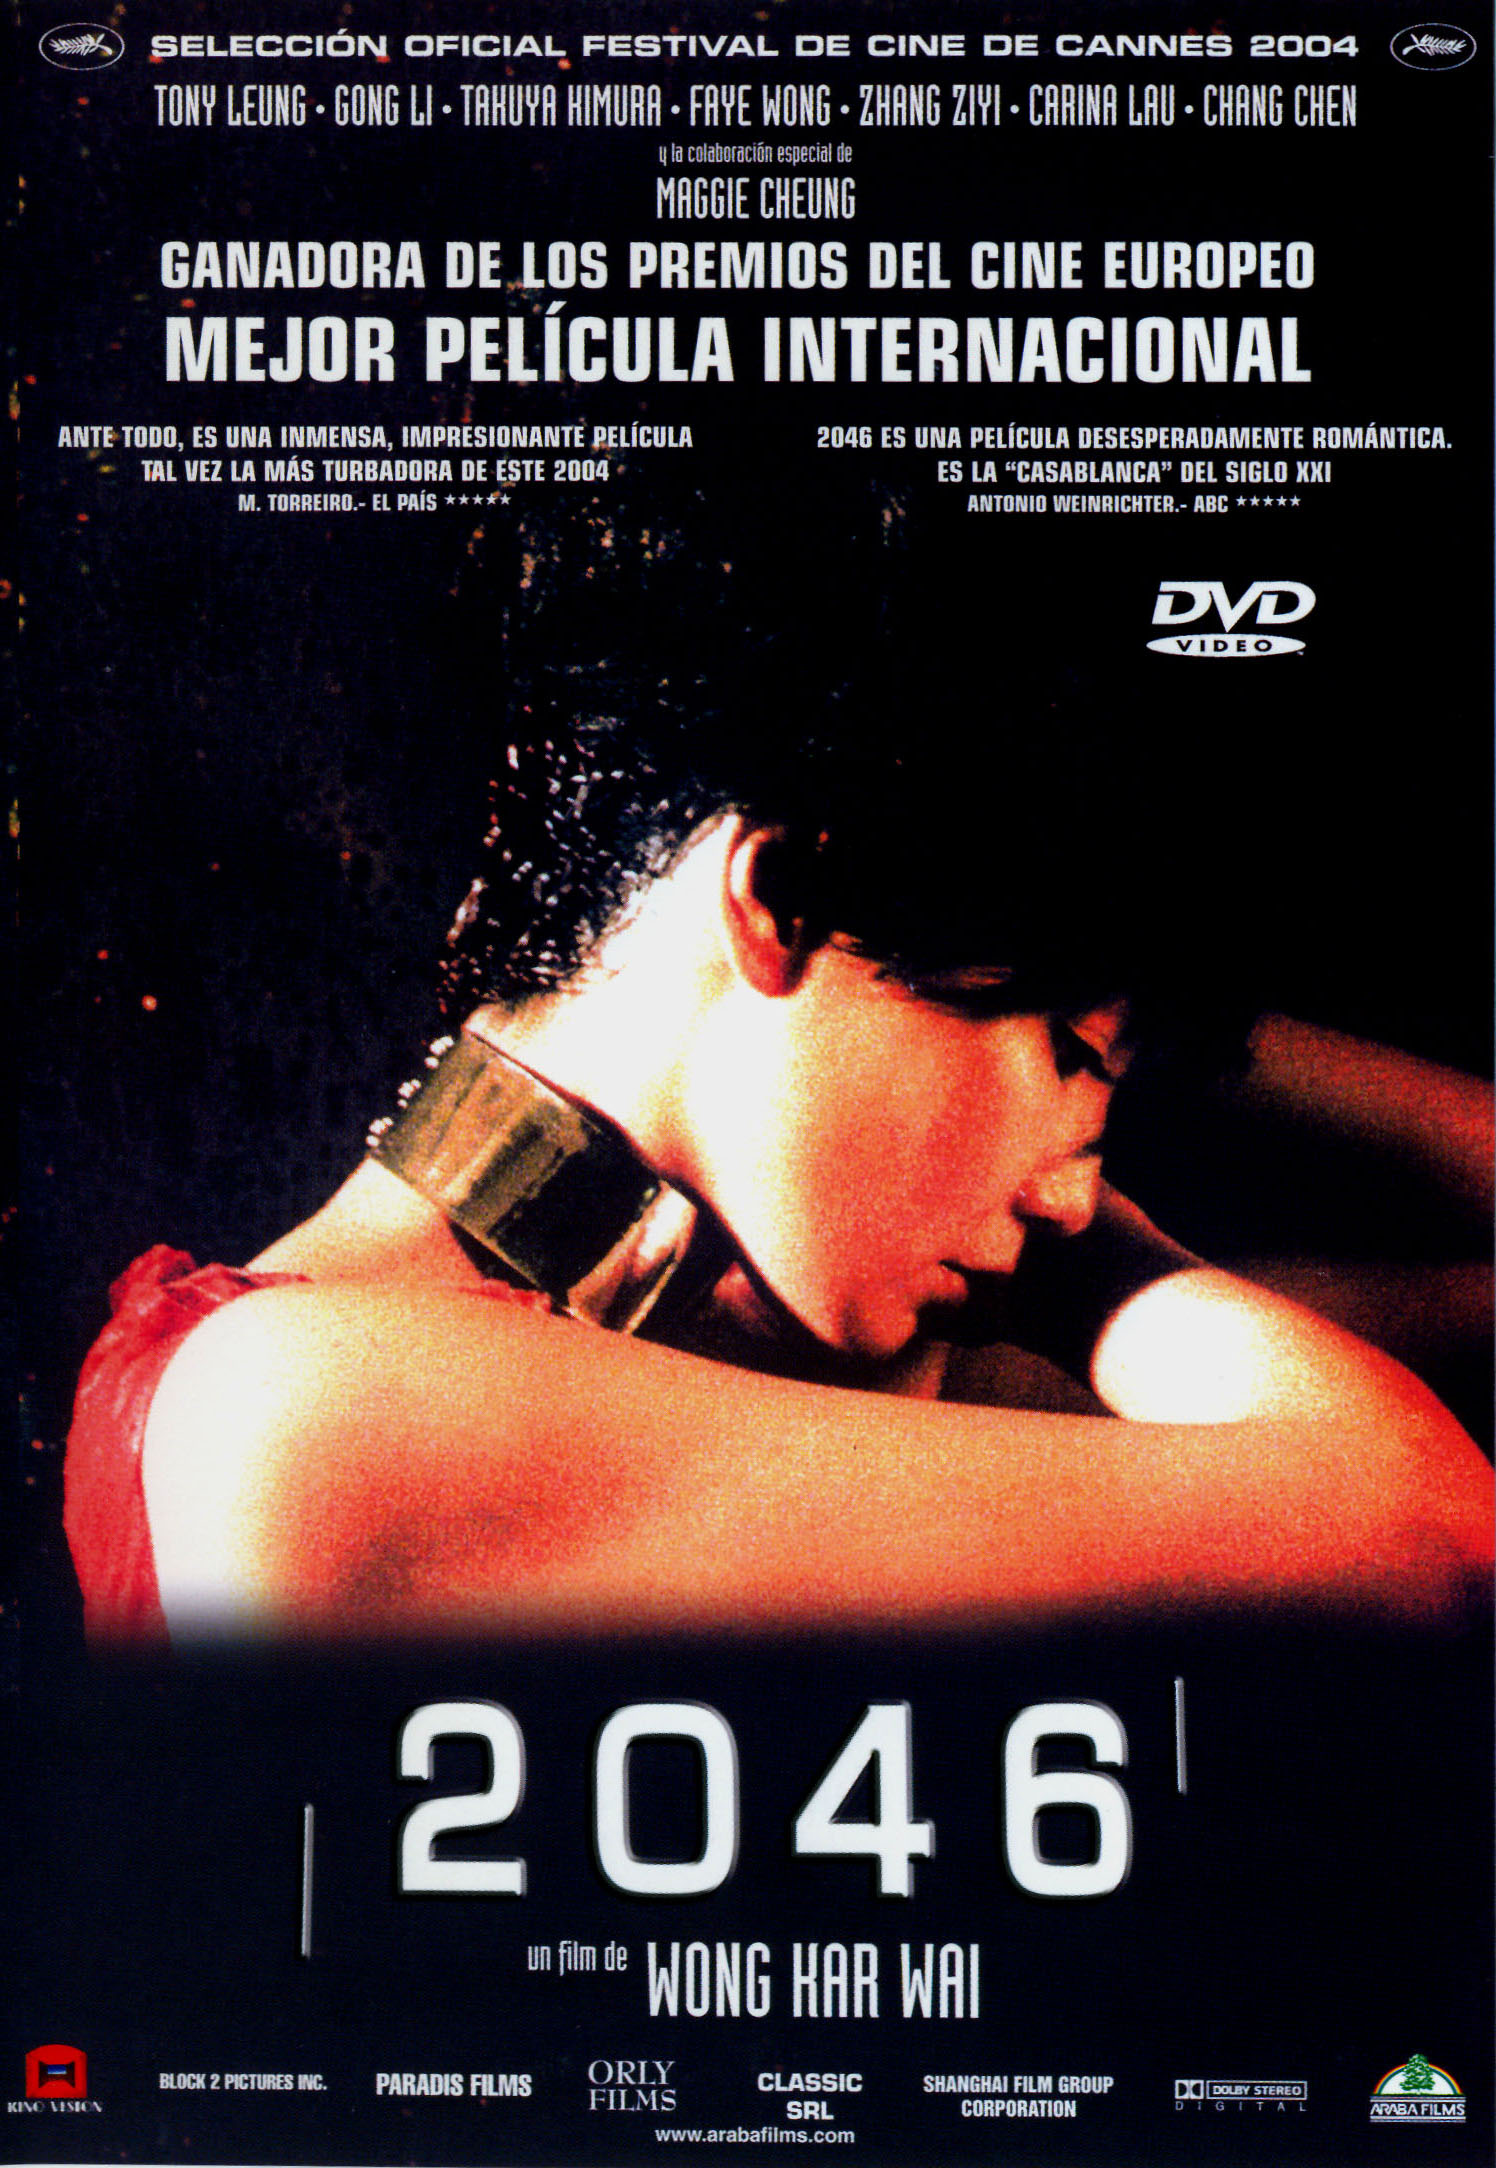 SELECCIÓN OFICIAL FESTIVAL DE CINE DE CANNES 2004
TONY LEUNG • GONG LI • TAKUYA KIMURA • FAYE WONG • ZHANG ZIYI • CARINA LAU • CHANG CHEN
y la colaboración especial de
MAGGIE CHEUNG
GANADORA DE LOS PREMIOS DEL CINE EUROPEO
MEJOR PELÍCULA INTERNACIONAL
ANTE TODO, ES UNA INMENSA, IMPRESIONANTE PELÍCULA
TAL VEZ LA MÁS TURBADORA DE ESTE 2004
M. TORREIRO.- EL PAÍS ★★★★★
2046 ES UNA PELÍCULA DESESPERADAMENTE ROMÁNTICA.
ES LA “CASABLANCA” DEL SIGLO XXI
ANTONIO WEINRICHTER.- ABC ★★★★★
DVD
VIDEO
2046
un film de WONG KAR WAI
KINO VISION
BLOCK 2 PICTURES INC.
PARADIS FILMS
ORLY
FILMS
CLASSIC
SRL
SHANGHAI FILM GROUP
CORPORATION
DOLBY STEREO
DIGITAL
ARABA FILMS
www.arabafilms.com